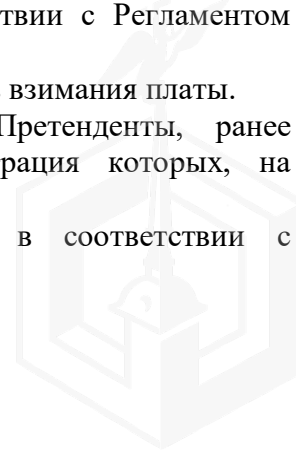 твии с Регламентом
взимания платы.
Претенденты, ранее
рация которых, на
в соответствии с